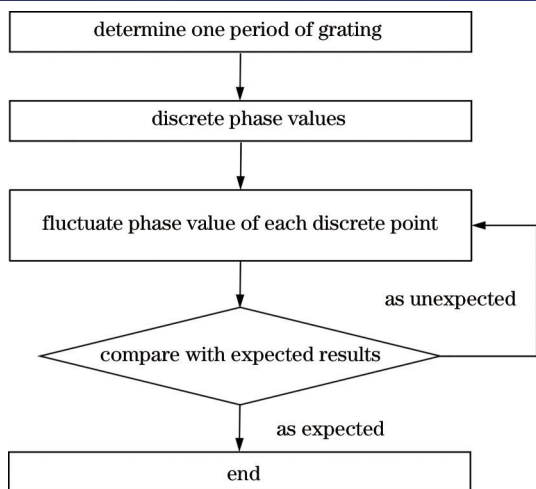 determine one period of grating
discrete phase values
fluctuate phase value of each discrete point
as unexpected
compare with expected results
as expected
end